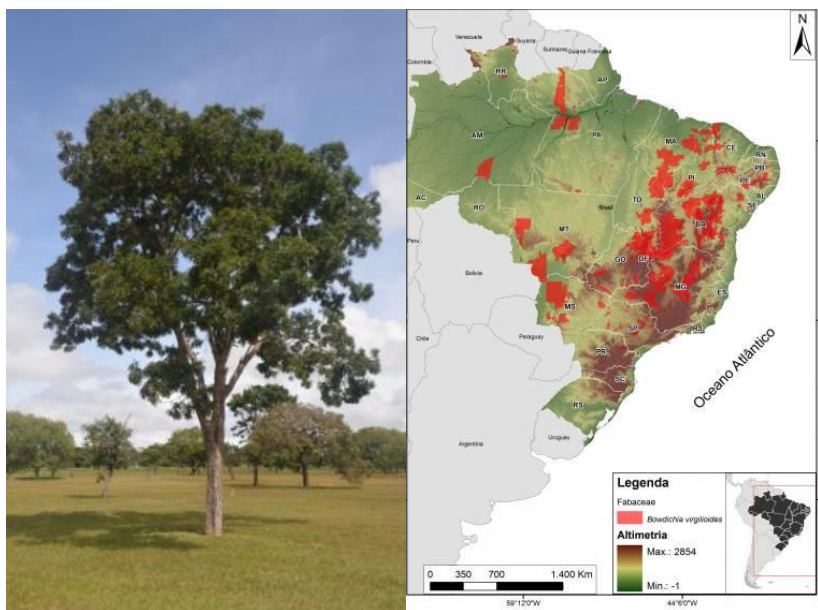 N
Venezuela
Guyana
Suriname
Guiana Francesa
Colombia
RR
AP
AM
PA
MA
CE
RN
PB
PI
PE
AL
SE
AC
RO
TO
Brasil
MT
BA
Peru
GO
DF
Bolivia
MG
ES
MS
SP
RJ
Paraguay
Chile
PR
SC
RS
Oceano Atlântico
Argentina
Uruguay
Legenda
Fabaceae
Bowdichia virgilioides
Altimetria
Max.: 2854
Min.: -1
0 350 700 1.400 Km
59°12'0"W 44°6'0"W